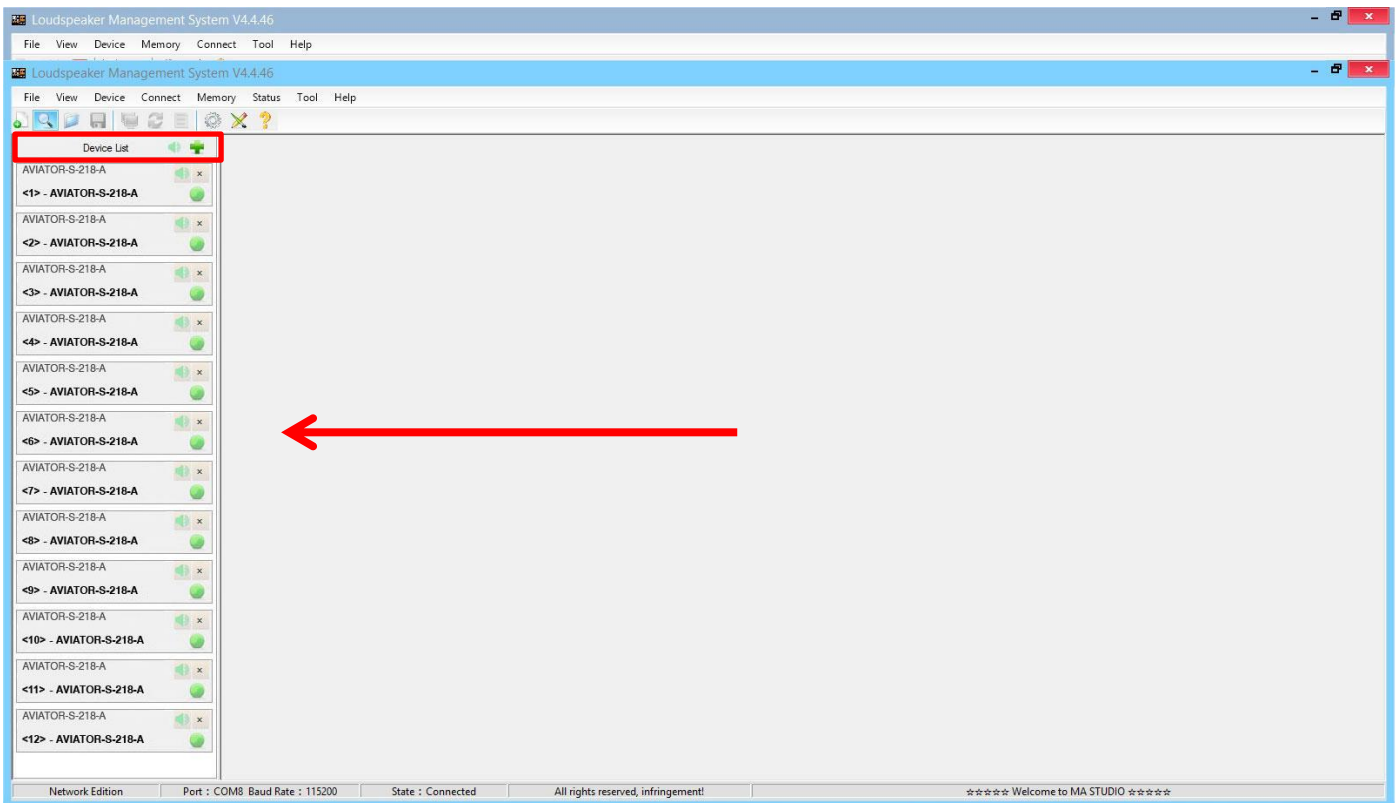 Loudspeaker Management System V4.4.46
File View Device Memory Connect Tool Help
Loudspeaker Management System V4.4.46
File View Device Connect Memory Status Tool Help
Device List
AVIATOR-S-218-A
<1> - AVIATOR-S-218-A
AVIATOR-S-218-A
<2> - AVIATOR-S-218-A
AVIATOR-S-218-A
<3> - AVIATOR-S-218-A
AVIATOR-S-218-A
<4> - AVIATOR-S-218-A
AVIATOR-S-218-A
<5> - AVIATOR-S-218-A
AVIATOR-S-218-A
<6> - AVIATOR-S-218-A
AVIATOR-S-218-A
<7> - AVIATOR-S-218-A
AVIATOR-S-218-A
<8> - AVIATOR-S-218-A
AVIATOR-S-218-A
<9> - AVIATOR-S-218-A
AVIATOR-S-218-A
<10> - AVIATOR-S-218-A
AVIATOR-S-218-A
<11> - AVIATOR-S-218-A
AVIATOR-S-218-A
<12> - AVIATOR-S-218-A
Network Edition Port : COM8 Baud Rate : 115200 State : Connected All rights reserved, infringement! ☆☆☆☆☆ Welcome to MA STUDIO ☆☆☆☆☆